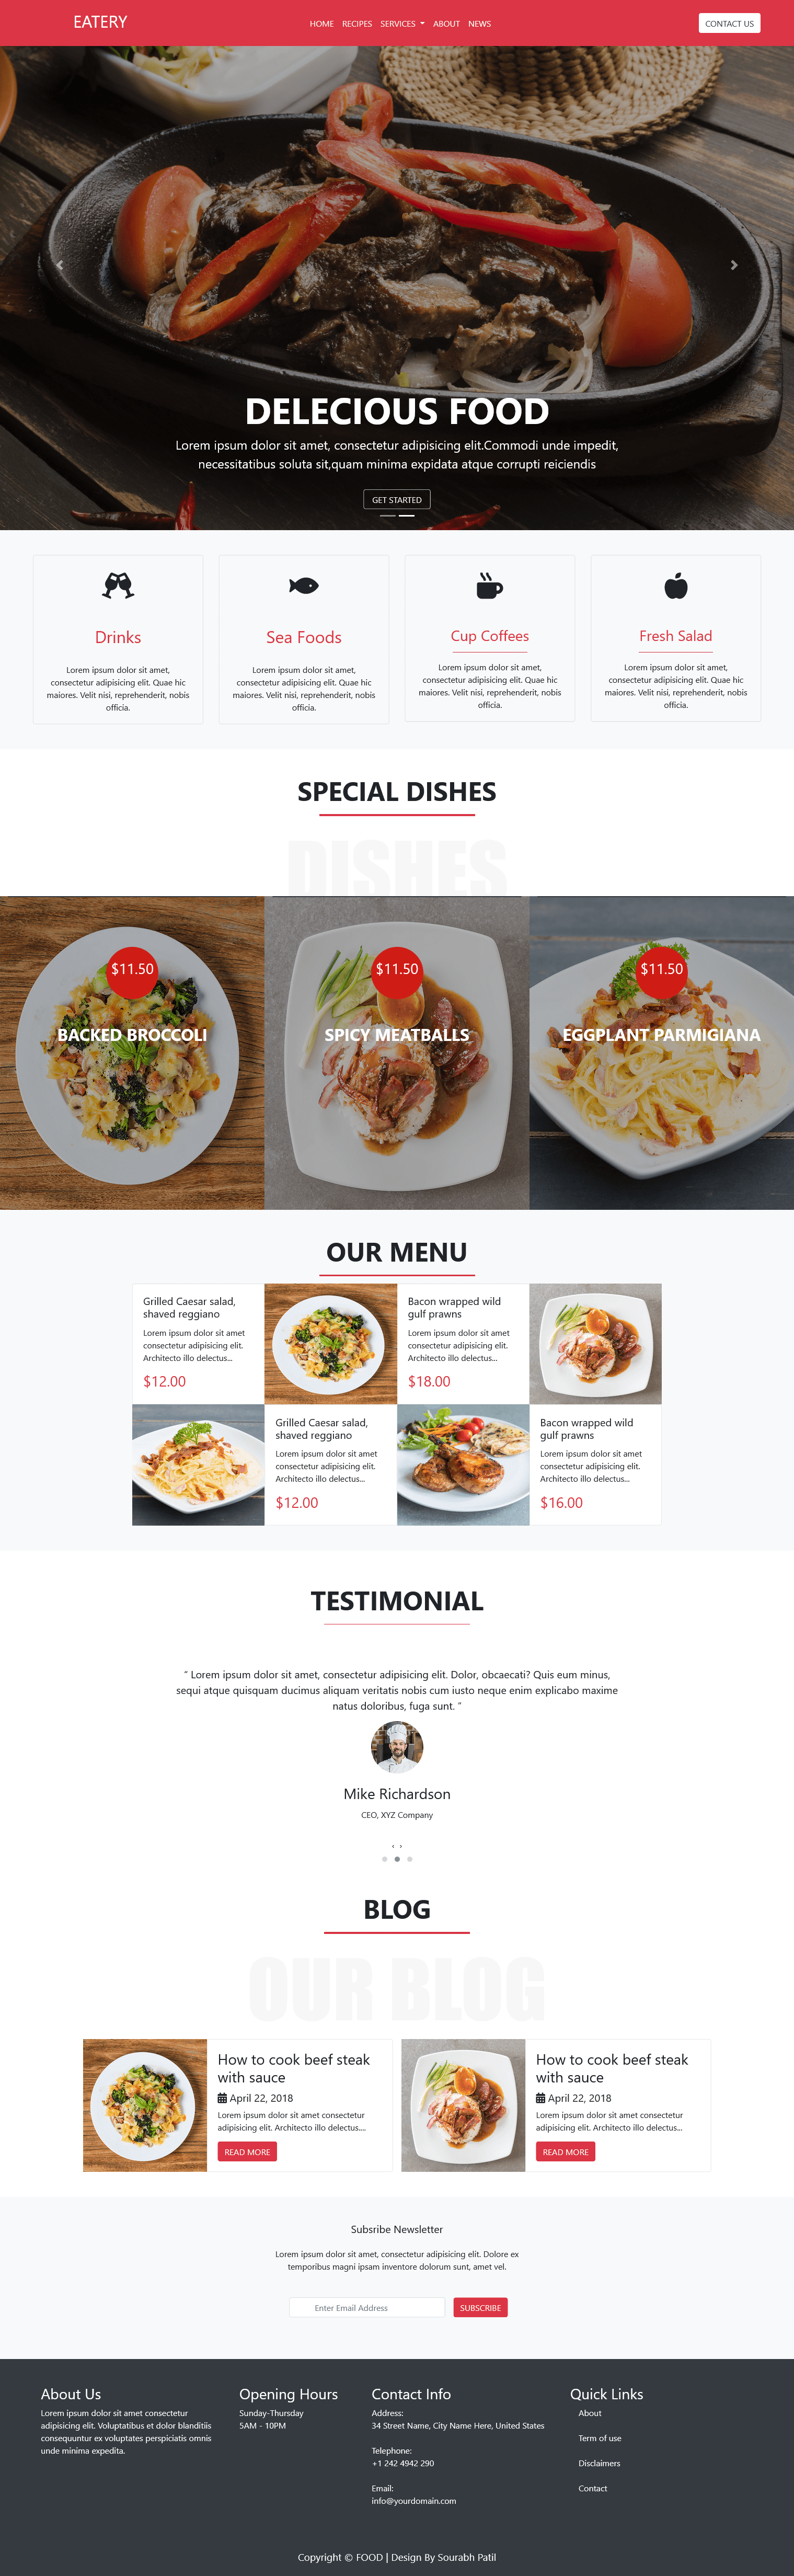 EATERY
HOME RECIPES SERVICES ABOUT NEWS
CONTACT US
DELECIOUS FOOD
Lorem ipsum dolor sit amet, consectetur adipisicing elit.Commodi unde impedit,
necessitatibus soluta sit,quam minima expidata atque corrupti reiciendis
GET STARTED
Drinks
Lorem ipsum dolor sit amet,
consectetur adipisicing elit. Quae hic
maiores. Velit nisi, reprehenderit, nobis
officia.
Sea Foods
Lorem ipsum dolor sit amet,
consectetur adipisicing elit. Quae hic
maiores. Velit nisi, reprehenderit, nobis
officia.
Cup Coffees
Lorem ipsum dolor sit amet,
consectetur adipisicing elit. Quae hic
maiores. Velit nisi, reprehenderit, nobis
officia.
Fresh Salad
Lorem ipsum dolor sit amet,
consectetur adipisicing elit. Quae hic
maiores. Velit nisi, reprehenderit, nobis
officia.
SPECIAL DISHES
DISHES
$11.50
BACKED BROCCOLI
$11.50
SPICY MEATBALLS
$11.50
EGGPLANT PARMIGIANA
OUR MENU
Grilled Caesar salad,
shaved reggiano
Lorem ipsum dolor sit amet
consectetur adipisicing elit.
Architecto illo delectus...
$12.00
Bacon wrapped wild
gulf prawns
Lorem ipsum dolor sit amet
consectetur adipisicing elit.
Architecto illo delectus...
$18.00
Grilled Caesar salad,
shaved reggiano
Lorem ipsum dolor sit amet
consectetur adipisicing elit.
Architecto illo delectus...
$12.00
Bacon wrapped wild
gulf prawns
Lorem ipsum dolor sit amet
consectetur adipisicing elit.
Architecto illo delectus...
$16.00
TESTIMONIAL
“ Lorem ipsum dolor sit amet, consectetur adipisicing elit. Dolor, obcaecati? Quis eum minus,
sequi atque quisquam ducimus aliquam veritatis nobis cum iusto neque enim explicabo maxime
natus doloribus, fuga sunt. ”
Mike Richardson
CEO, XYZ Company
‹ ›
BLOG
OUR BLOG
How to cook beef steak
with sauce
April 22, 2018
Lorem ipsum dolor sit amet consectetur
adipisicing elit. Architecto illo delectus....
READ MORE
How to cook beef steak
with sauce
April 22, 2018
Lorem ipsum dolor sit amet consectetur
adipisicing elit. Architecto illo delectus...
READ MORE
Subsribe Newsletter
Lorem ipsum dolor sit amet, consectetur adipisicing elit. Dolore ex
temporibus magni ipsam inventore dolorum sunt, amet vel.
Enter Email Address
SUBSCRIBE
About Us
Lorem ipsum dolor sit amet consectetur
adipisicing elit. Voluptatibus et dolor blanditiis
consequuntur ex voluptates perspiciatis omnis
unde minima expedita.
Opening Hours
Sunday-Thursday
5AM - 10PM
Contact Info
Address:
34 Street Name, City Name Here, United States
Telephone:
+1 242 4942 290
Email:
info@yourdomain.com
Quick Links
About
Term of use
Disclaimers
Contact
Copyright © FOOD | Design By Sourabh Patil